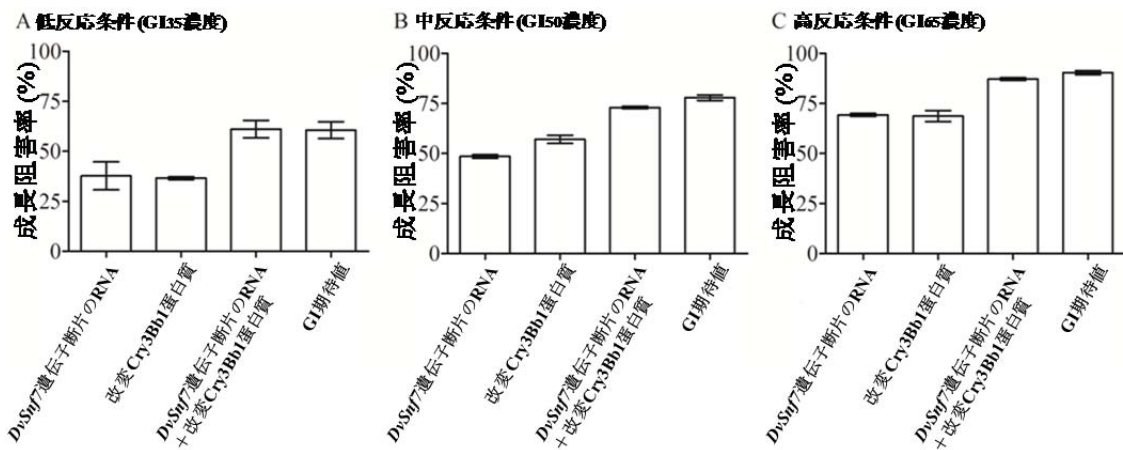 A 低反応条件(GI35濃度)
成長阻害率 (%)
100
75
50
25
0
DvSnf7遺伝子断片のRNA
改変Cry3Bb1蛋白質
DvSnf7遺伝子断片のRNA
+改変Cry3Bb1蛋白質
GI期待値
B 中反応条件(GI50濃度)
成長阻害率 (%)
100
75
50
25
0
DvSnf7遺伝子断片のRNA
改変Cry3Bb1蛋白質
DvSnf7遺伝子断片のRNA
+改変Cry3Bb1蛋白質
GI期待値
C 高反応条件(GI65濃度)
成長阻害率 (%)
100
75
50
25
0
DvSnf7遺伝子断片のRNA
改変Cry3Bb1蛋白質
DvSnf7遺伝子断片のRNA
+改変Cry3Bb1蛋白質
GI期待値